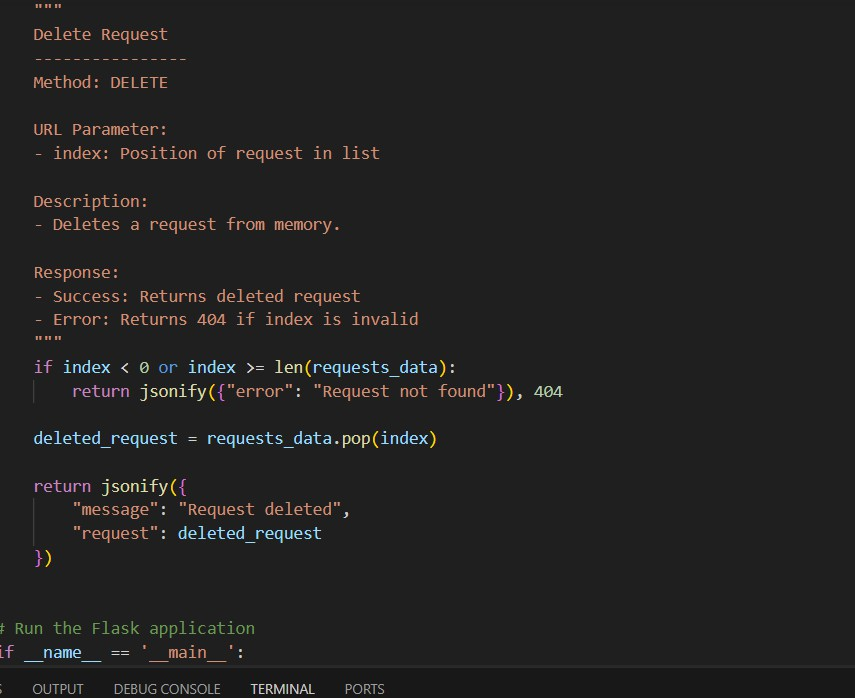 """
Delete Request
----------------
Method: DELETE
URL Parameter:
- index: Position of request in list
Description:
- Deletes a request from memory.
Response:
- Success: Returns deleted request
- Error: Returns 404 if index is invalid
"""
if index < 0 or index >= len(requests_data):
    return jsonify({"error": "Request not found"}), 404
deleted_request = requests_data.pop(index)
return jsonify({
    "message": "Request deleted",
    "request": deleted_request
})
# Run the Flask application
if __name__ == '__main__':
S OUTPUT DEBUG CONSOLE TERMINAL PORTS